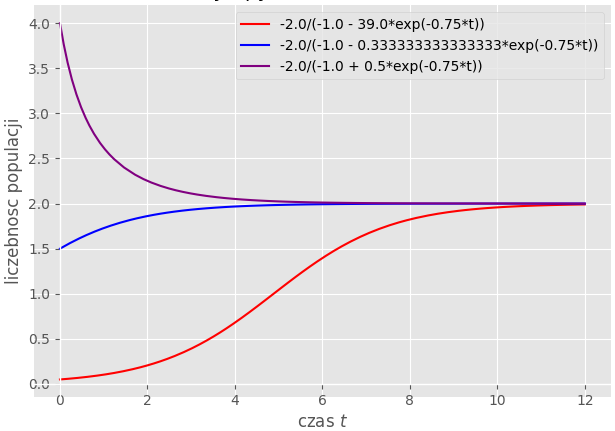 -2.0/(-1.0 - 39.0*exp(-0.75*t))
-2.0/(-1.0 - 0.333333333333333*exp(-0.75*t))
-2.0/(-1.0 + 0.5*exp(-0.75*t))
liczebnosc populacji
4.0
3.5
3.0
2.5
2.0
1.5
1.0
0.5
0.0
0 2 4 6 8 10 12
czas t